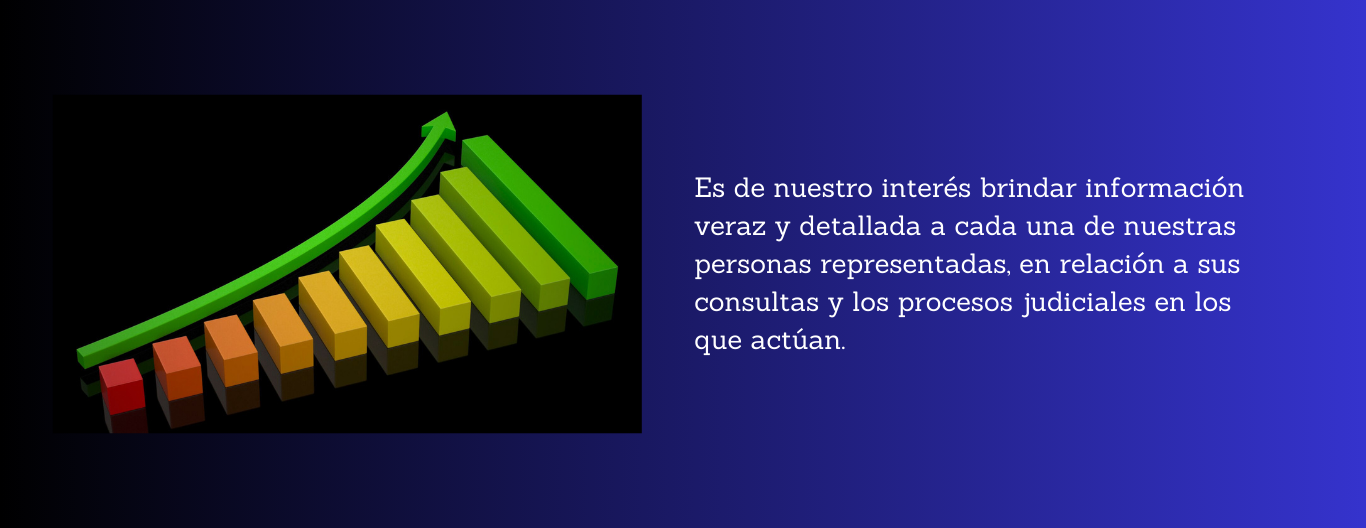 Es de nuestro interés brindar información
veraz y detallada a cada una de nuestras
personas representadas, en relación a sus
consultas y los procesos judiciales en los
que actúan.